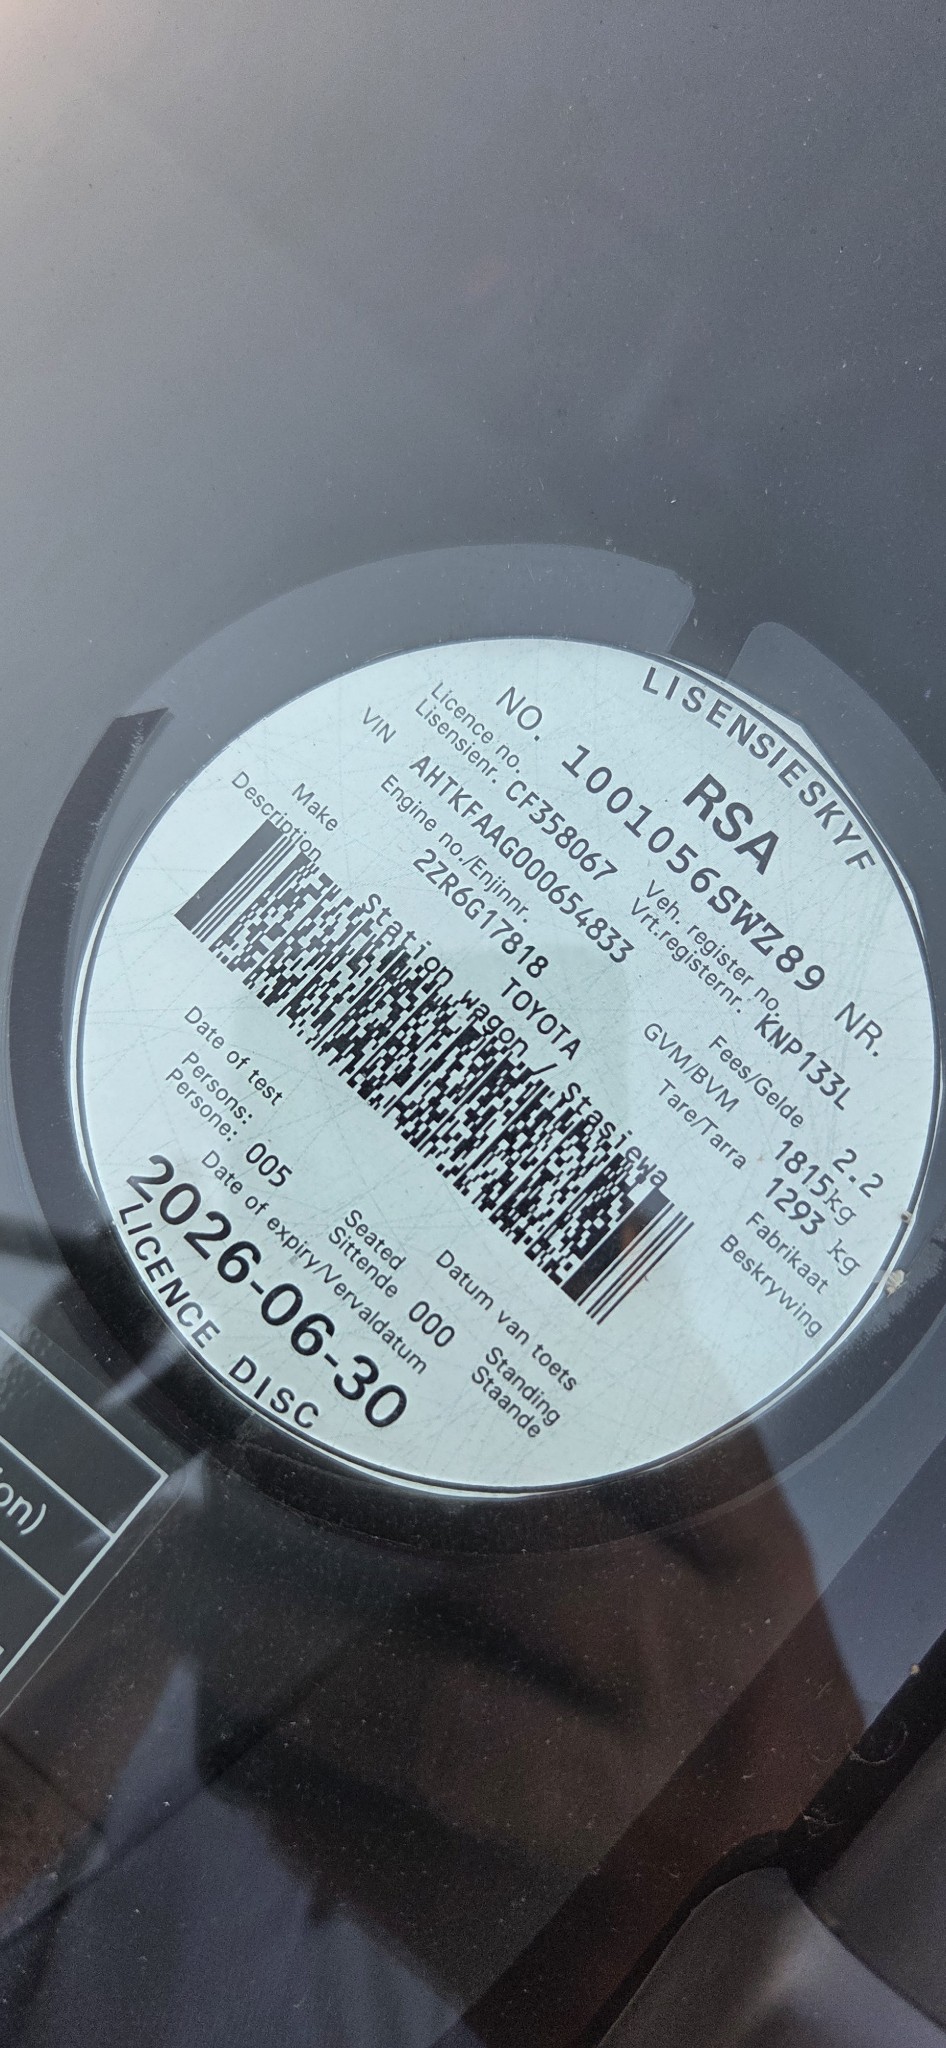 LISENSIESKYF
RSA
NO. 1001056SWZ89 NR.
Licence no. Veh. register no.
Lisensienr. CF358067 Vrt.registernr. KNP133L
VIN AHTKFAAG000654833 Fees/Gelde 2.2
Engine no./Enjinnr. GVM/BVM 1815kg
2ZR6G17818 Tare/Tarra 1293 kg
Make TOYOTA Fabrikaat
Description Station wagon / Stasiewa Beskrywing
Date of test Datum van toets
Persons: Seated Standing
Persone: 005 Sittende 000 Staande
Date of expiry/Vervaldatum
2026-06-30
LICENCE DISC
on)